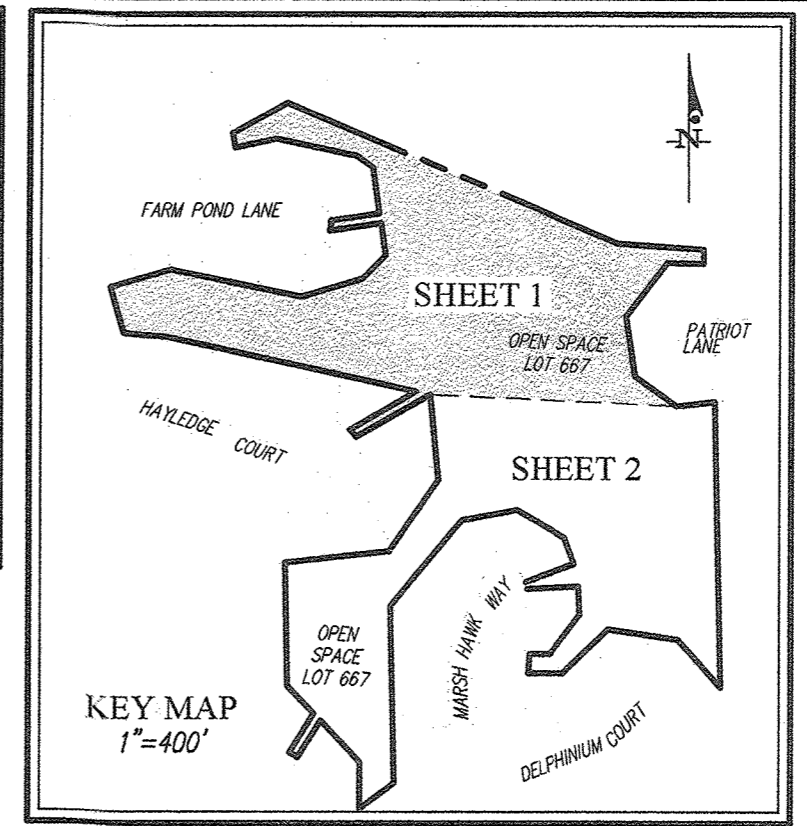 N
FARM POND LANE
SHEET 1
OPEN SPACE
LOT 667
PATRIOT
LANE
HAYLEDGE COURT
SHEET 2
OPEN
SPACE
LOT 667
MARSH HAWK WAY
KEY MAP
1"=400'
DELPHINIUM COURT